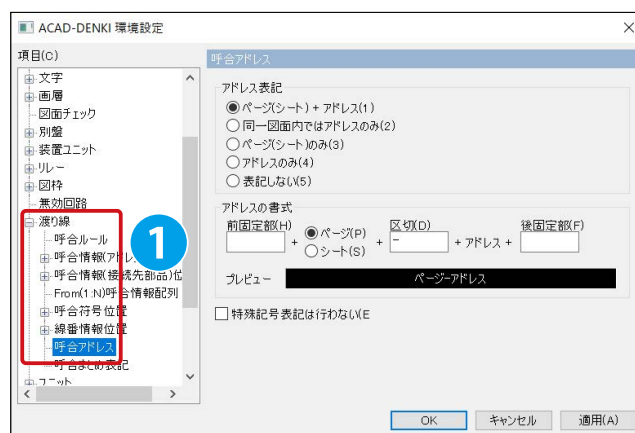 ACAD-DENKI 環境設定
項目(C)
文字
画層
図面チェック
別盤
装置ユニット
リレー
図枠
無効回路
渡り線
呼合ルール
呼合情報(アドレ
呼合情報(接続先部品)位
From(1:N)呼合情報配列
呼合符号位置
線番情報位置
呼合アドレス
呼合まとめ表記
ユニット
1
呼合アドレス
アドレス表記
ページ(シート) + アドレス(1)
同一図面内ではアドレスのみ(2)
ページ(シート)のみ(3)
アドレスのみ(4)
表記しない(5)
アドレスの書式
前固定部(H) 区切(D) 後固定部(F)
+ ページ(P) + - + アドレス +
シート(S)
プレビュー ページ-アドレス
特殊記号表記は行わない(E
OK キャンセル 適用(A)